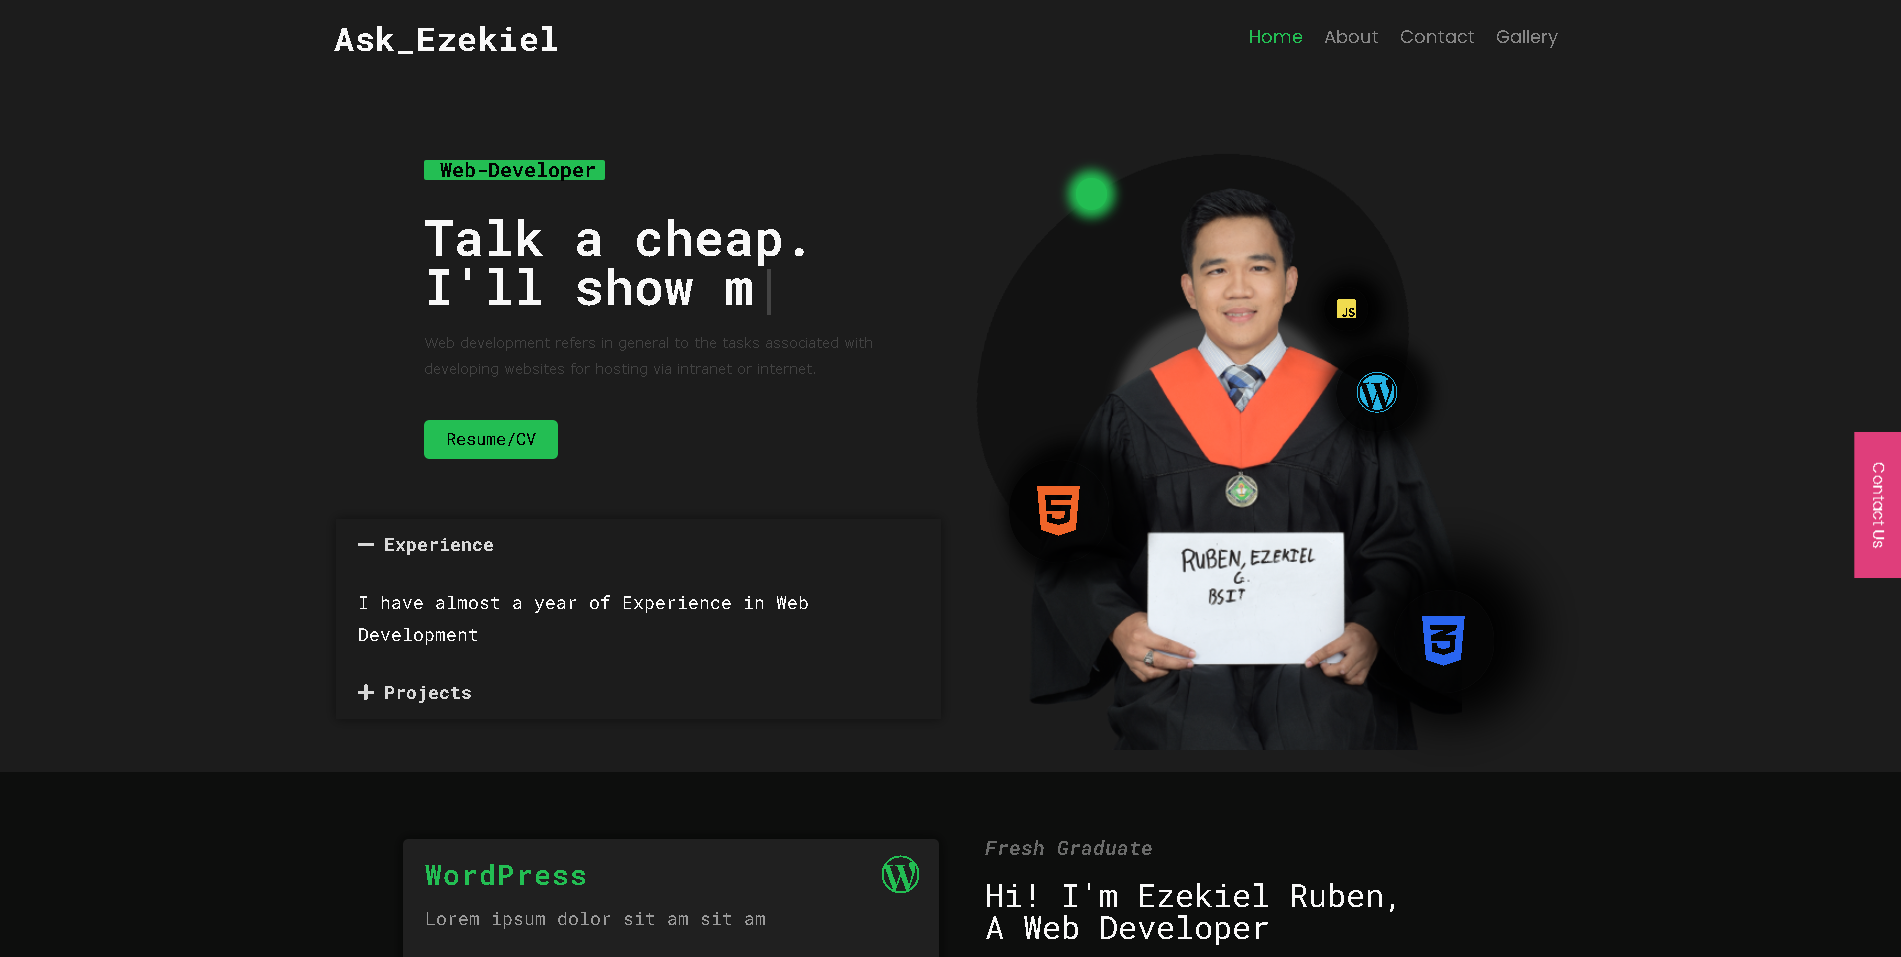 Ask_Ezekiel
Home About Contact Gallery
Web-Developer
Talk a cheap.
I'll show m
Web development refers in general to the tasks associated with
developing websites for hosting via intranet or internet.
Resume/CV
Experience
I have almost a year of Experience in Web
Development
Projects
JS
RUBEN, EZEKIEL
G.
BSIT
Contact Us
WordPress
Lorem ipsum dolor sit am sit am
Fresh Graduate
Hi! I'm Ezekiel Ruben,
A Web Developer